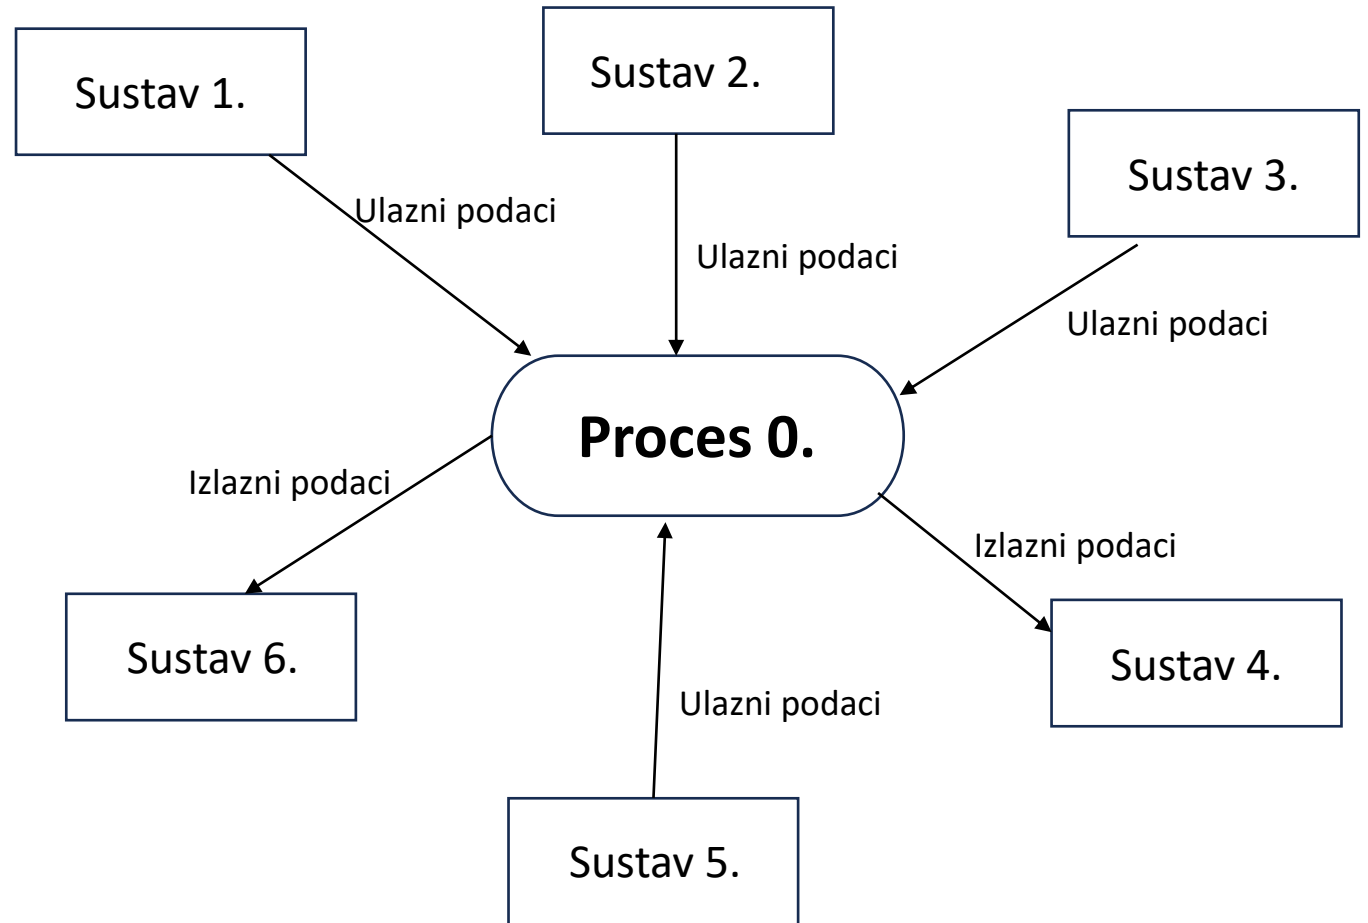 Sustav 1.
Sustav 2.
Sustav 3.
Ulazni podaci
Ulazni podaci
Ulazni podaci
Proces 0.
Izlazni podaci
Izlazni podaci
Sustav 6.
Sustav 4.
Ulazni podaci
Sustav 5.